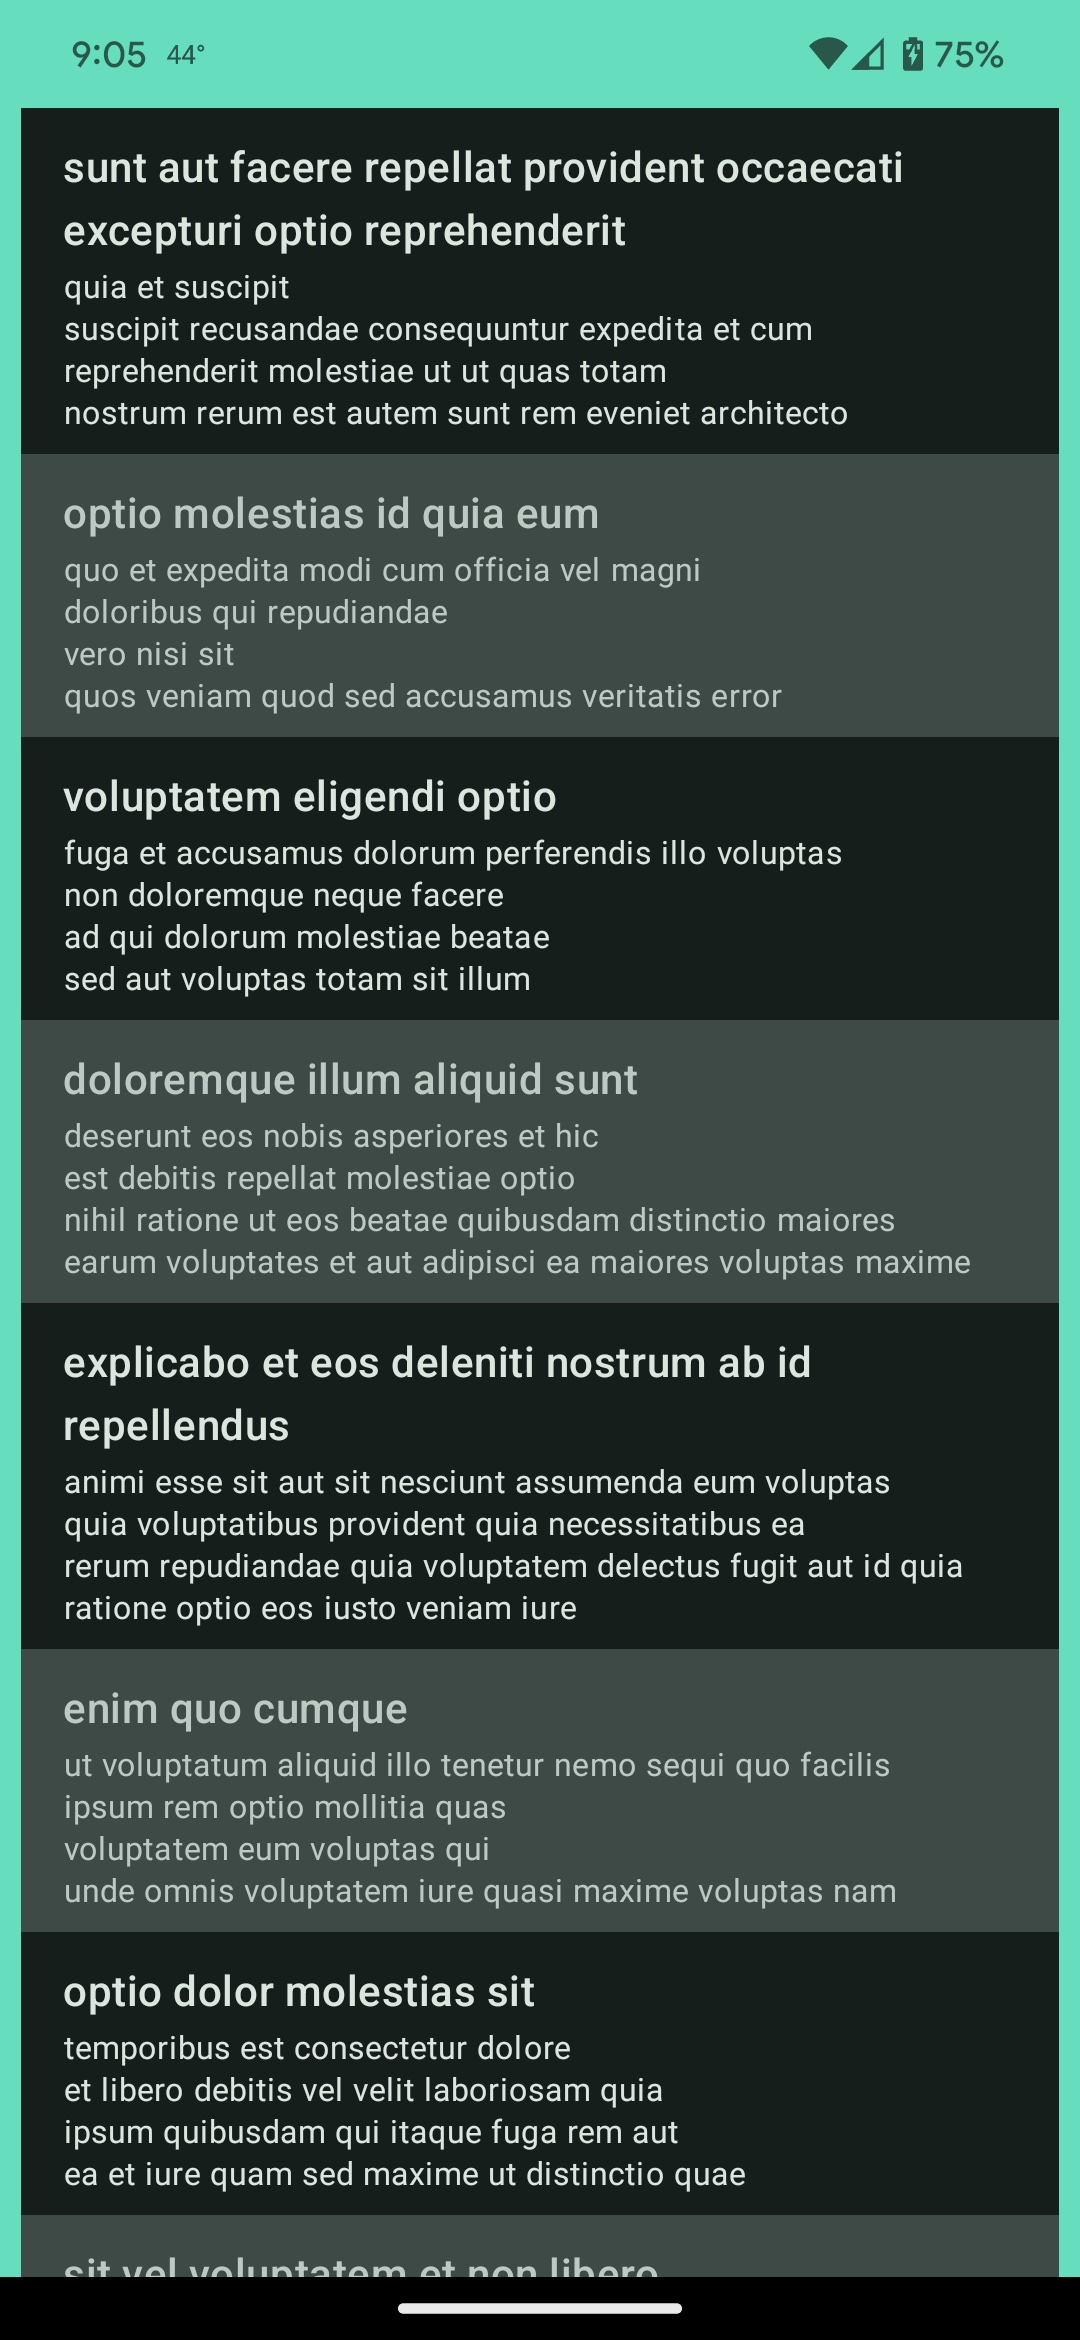 9:05 44° 75%
sunt aut facere repellat provident occaecati
excepturi optio reprehenderit
quia et suscipit
suscipit recusandae consequuntur expedita et cum
reprehenderit molestiae ut ut quas totam
nostrum rerum est autem sunt rem eveniet architecto
optio molestias id quia eum
quo et expedita modi cum officia vel magni
doloribus qui repudiandae
vero nisi sit
quos veniam quod sed accusamus veritatis error
voluptatem eligendi optio
fuga et accusamus dolorum perferendis illo voluptas
non doloremque neque facere
ad qui dolorum molestiae beatae
sed aut voluptas totam sit illum
doloremque illum aliquid sunt
deserunt eos nobis asperiores et hic
est debitis repellat molestiae optio
nihil ratione ut eos beatae quibusdam distinctio maiores
earum voluptates et aut adipisci ea maiores voluptas maxime
explicabo et eos deleniti nostrum ab id
repellendus
animi esse sit aut sit nesciunt assumenda eum voluptas
quia voluptatibus provident quia necessitatibus ea
rerum repudiandae quia voluptatem delectus fugit aut id quia
ratione optio eos iusto veniam iure
enim quo cumque
ut voluptatum aliquid illo tenetur nemo sequi quo facilis
ipsum rem optio mollitia quas
voluptatem eum voluptas qui
unde omnis voluptatem iure quasi maxime voluptas nam
optio dolor molestias sit
temporibus est consectetur dolore
et libero debitis vel velit laboriosam quia
ipsum quibusdam qui itaque fuga rem aut
ea et iure quam sed maxime ut distinctio quae
sit vel voluptatem et non libero